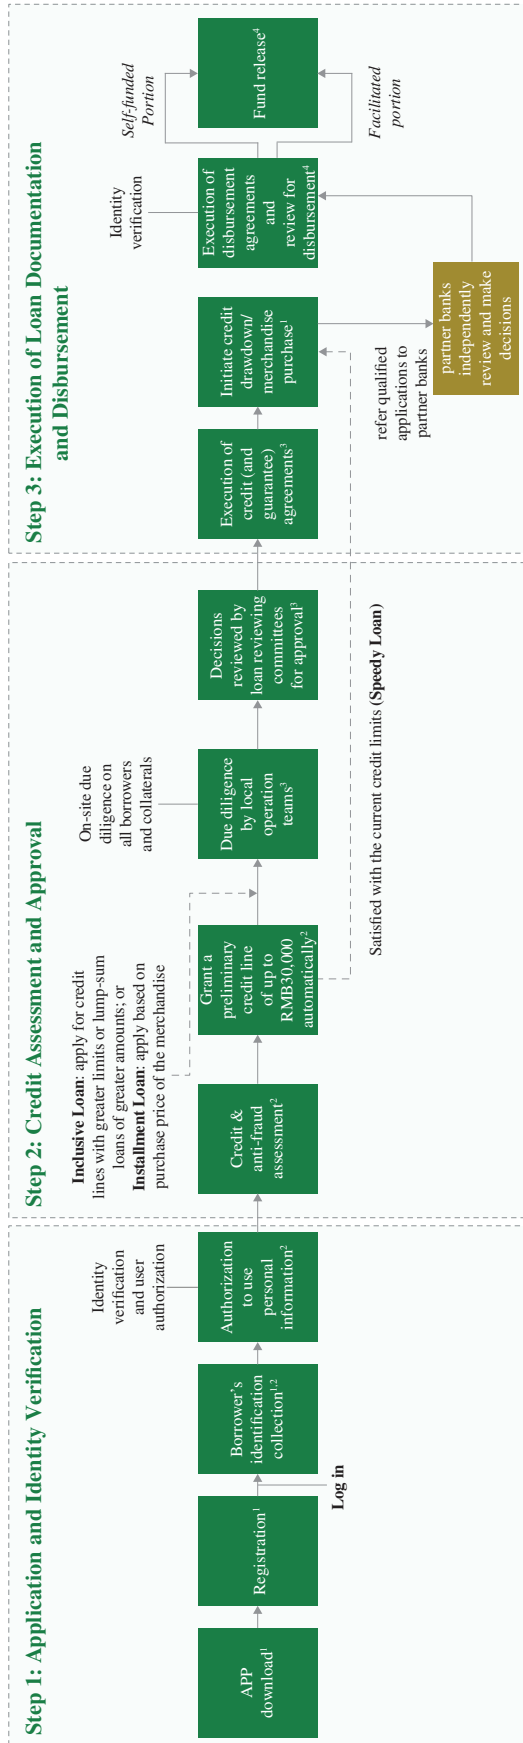 Step 1: Application and Identity Verification
APP
download¹
Registration¹
Log in
Borrower's
identification
collection¹˒²
Identity
verification
and user
authorization
Authorization
to use
personal
information²
Step 2: Credit Assessment and Approval
Inclusive Loan: apply for credit
lines with greater limits or lump-sum
loans of greater amounts; or
Installment Loan: apply based on
purchase price of the merchandise
Credit &
anti-fraud
assessment²
Grant a
preliminary
credit line
of up to
RMB30,000
automatically²
On-site due
diligence on
all borrowers
and collaterals
Due diligence
by local
operation
teams³
Decisions
reviewed by
loan reviewing
committees
for approval³
Satisfied with the current credit limits (Speedy Loan)
Step 3: Execution of Loan Documentation
and Disbursement
Execution of
credit (and
guarantee)
agreements³
Initiate credit
drawdown/
merchandise
purchase¹
refer qualified
applications to
partner banks
partner banks
independently
review and make
decisions
Identity
verification
Execution of
disbursement
agreements
and
review for
disbursement⁴
Self-funded
Portion
Facilitated
portion
Fund release⁴